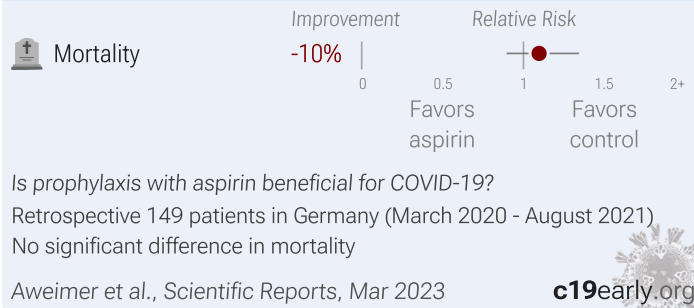 Improvement Relative Risk
Mortality -10%
0 0.5 1 1.5 2+
Favors Favors
aspirin control
Is prophylaxis with aspirin beneficial for COVID-19?
Retrospective 149 patients in Germany (March 2020 - August 2021)
No significant difference in mortality
Aweimer et al., Scientific Reports, Mar 2023 c19early.org